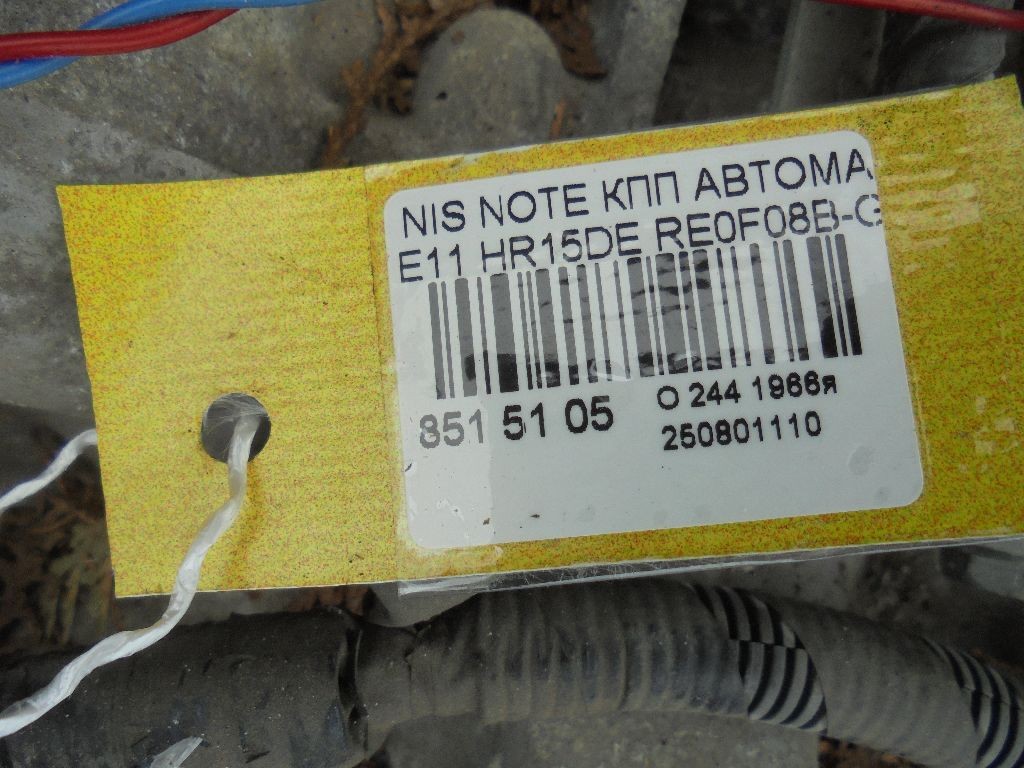 NIS NOTE КПП АВТОМА
E11 HR15DE RE0F08B-G
851 51 05
О 244 1966я
250801110